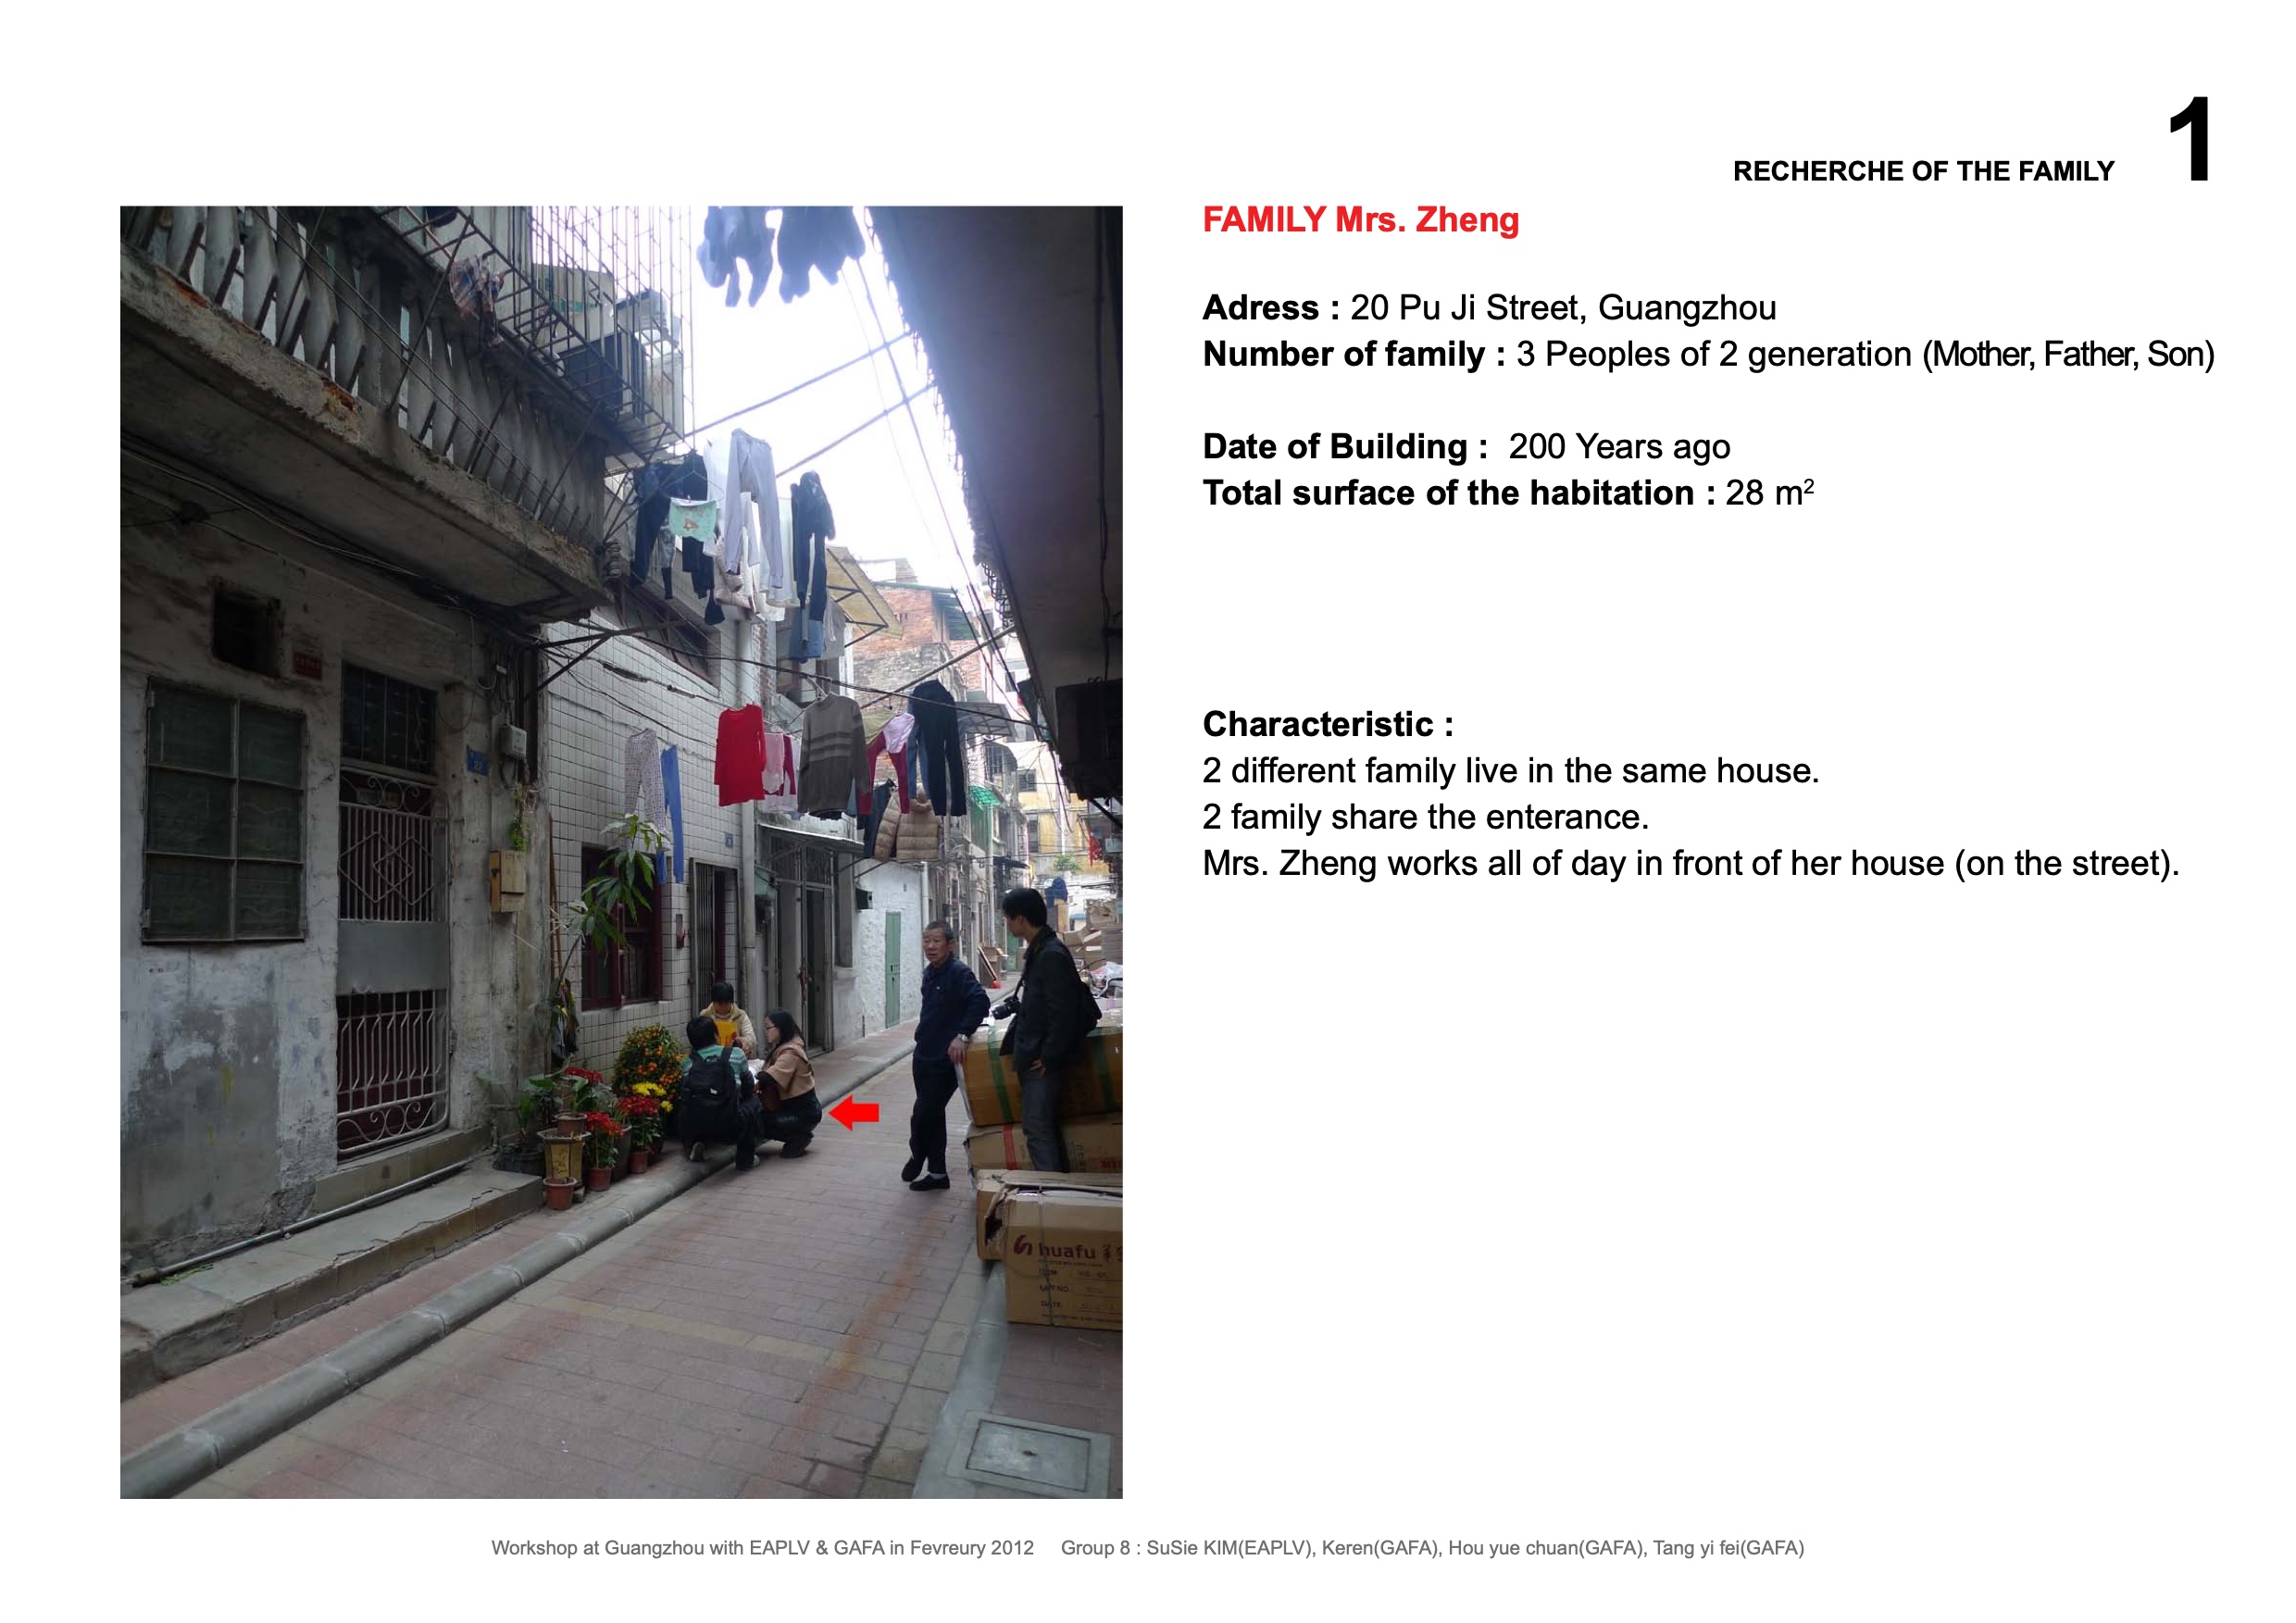 1
RECHERCHE OF THE FAMILY
FAMILY Mrs. Zheng
Adress : 20 Pu Ji Street, Guangzhou
Number of family : 3 Peoples of 2 generation (Mother, Father, Son)
Date of Building :  200 Years ago
Total surface of the habitation : 28 m²
Characteristic :
2 different family live in the same house.
2 family share the enterance.
Mrs. Zheng works all of day in front of her house (on the street).
huafu
DATE
Workshop at Guangzhou with EAPLV & GAFA in Fevreury 2012     Group 8 : SuSie KIM(EAPLV), Keren(GAFA), Hou yue chuan(GAFA), Tang yi fei(GAFA)